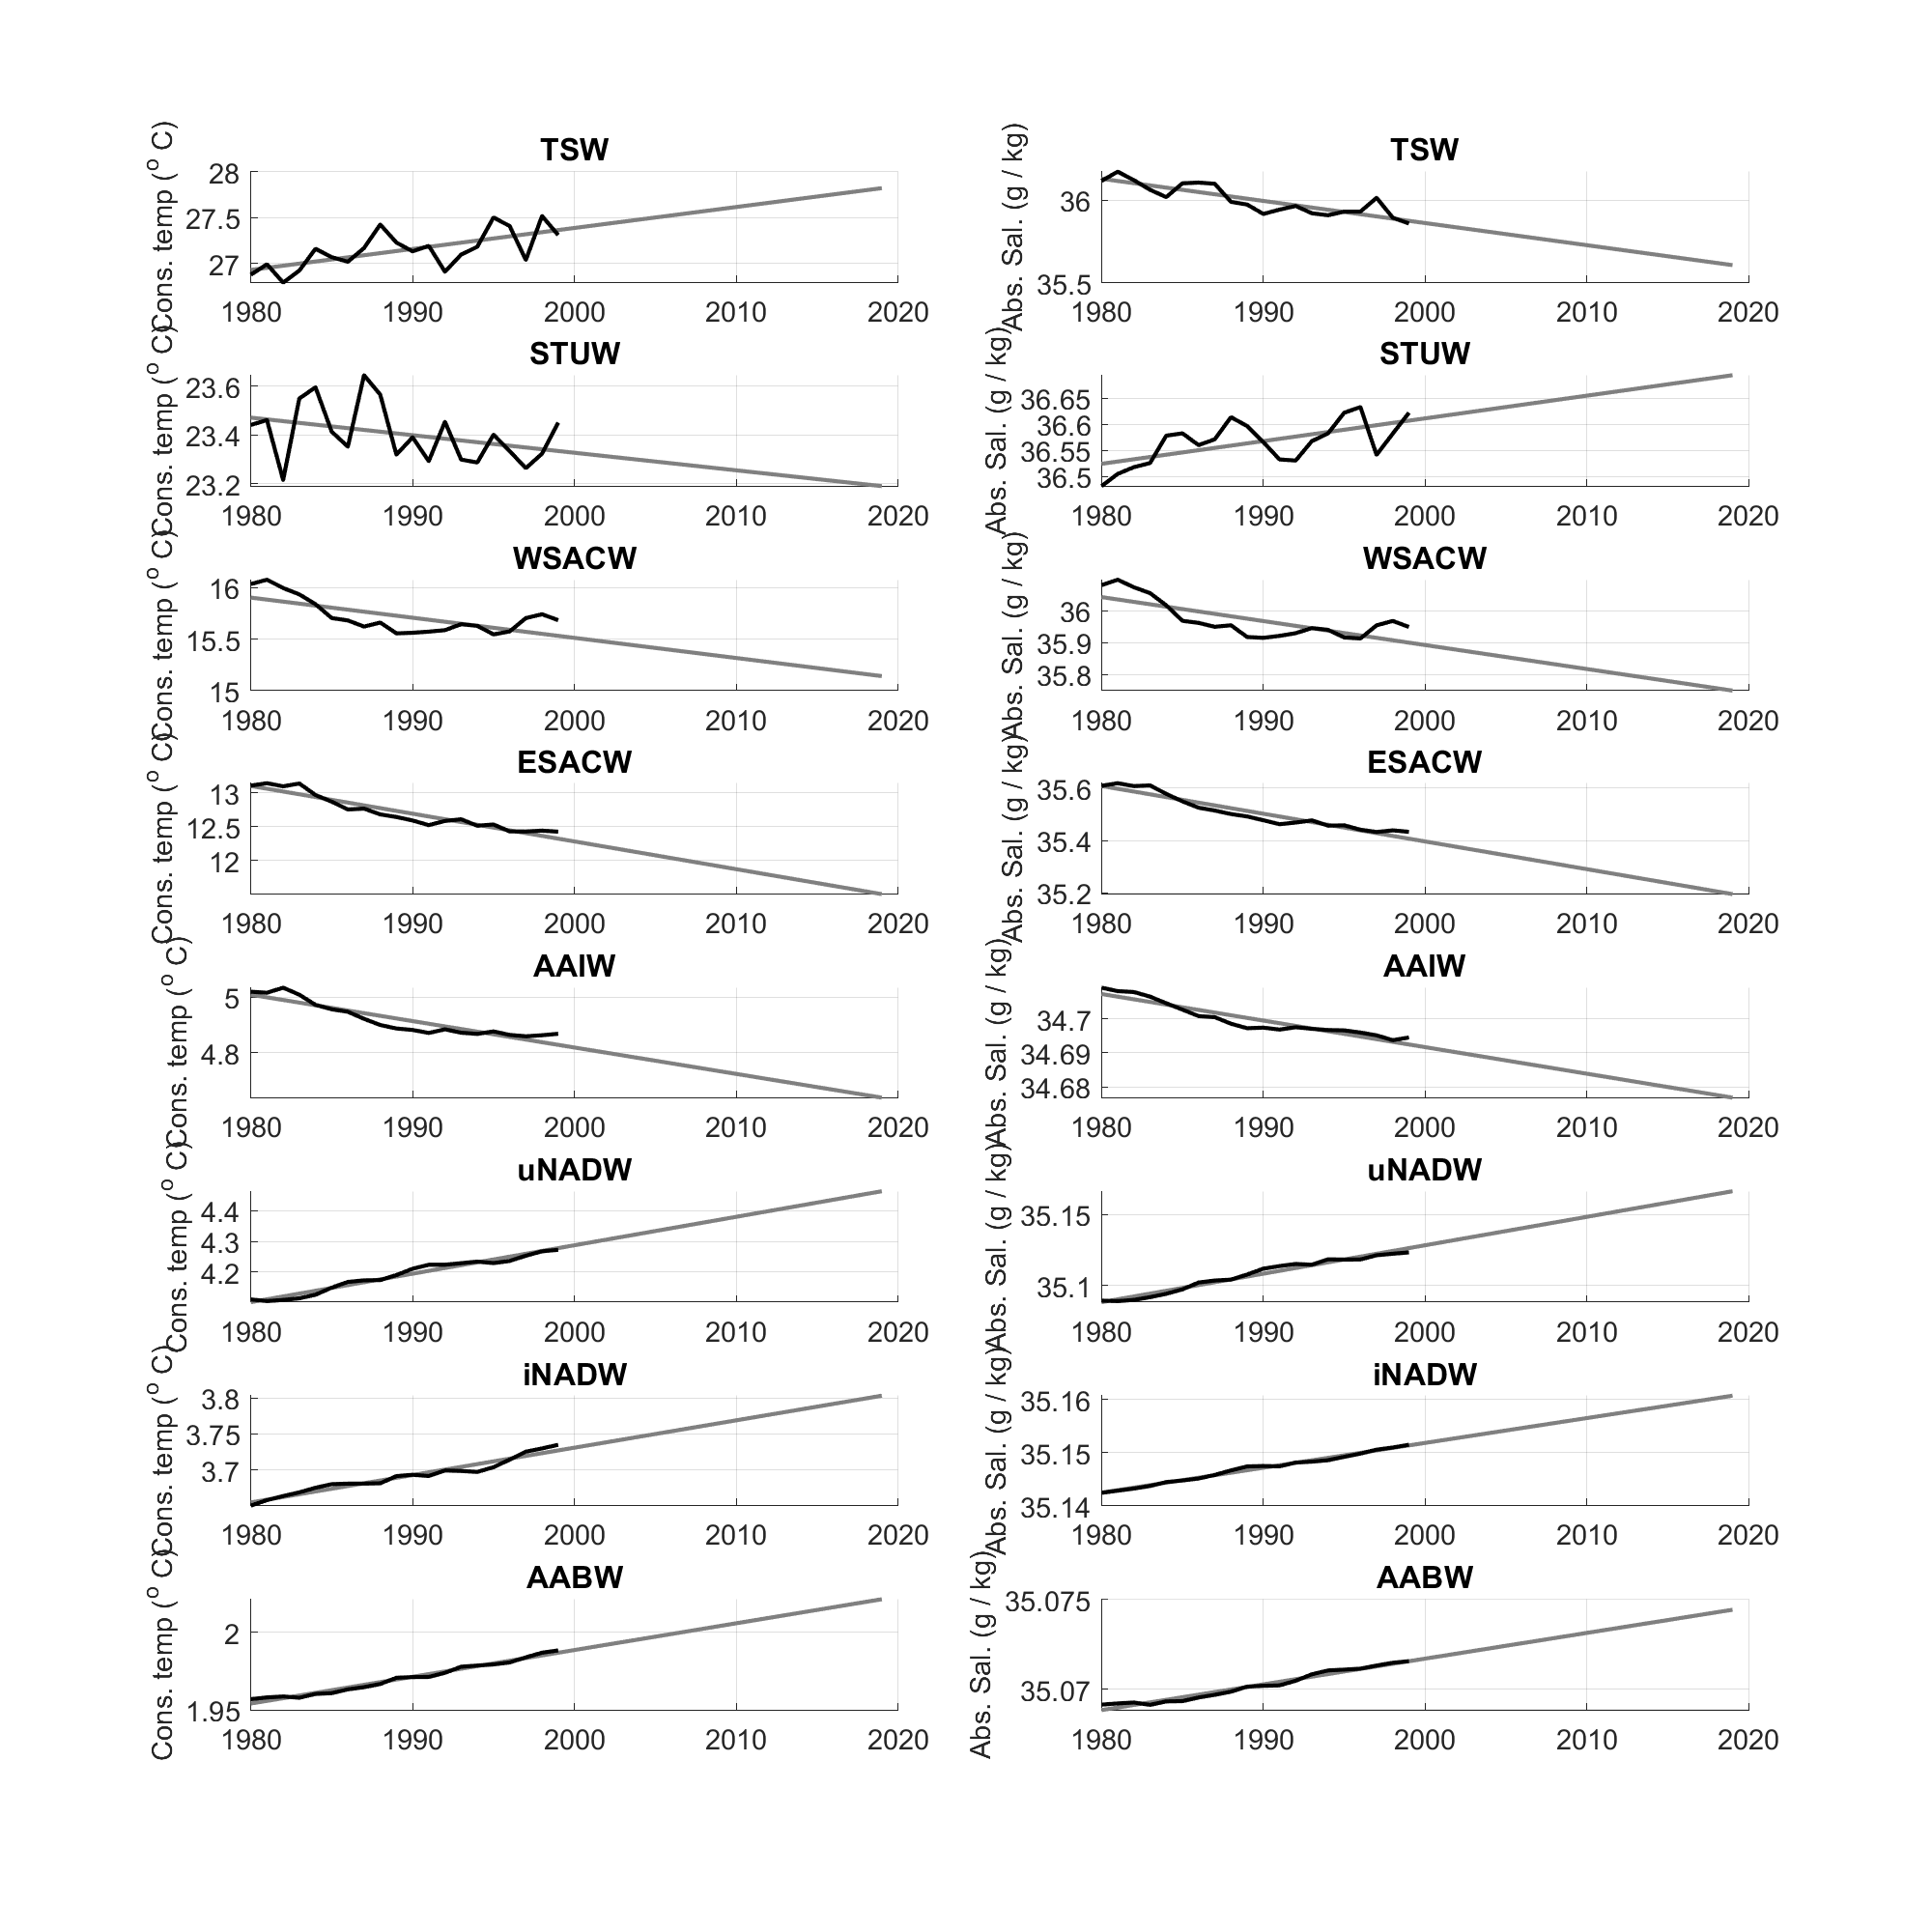 TSW
Cons. temp (° C)
28
27.5
27
1980 1990 2000 2010 2020
TSW
Abs. Sal. (g / kg)
36
35.5
1980 1990 2000 2010 2020
STUW
Cons. temp (° C)
23.6
23.4
23.2
1980 1990 2000 2010 2020
STUW
Abs. Sal. (g / kg)
36.65
36.6
36.55
36.5
1980 1990 2000 2010 2020
WSACW
Cons. temp (° C)
16
15.5
15
1980 1990 2000 2010 2020
WSACW
Abs. Sal. (g / kg)
36
35.9
35.8
1980 1990 2000 2010 2020
ESACW
Cons. temp (° C)
13
12.5
12
1980 1990 2000 2010 2020
ESACW
Abs. Sal. (g / kg)
35.6
35.4
35.2
1980 1990 2000 2010 2020
AAIW
Cons. temp (° C)
5
4.8
1980 1990 2000 2010 2020
AAIW
Abs. Sal. (g / kg)
34.7
34.69
34.68
1980 1990 2000 2010 2020
uNADW
Cons. temp (° C)
4.4
4.3
4.2
1980 1990 2000 2010 2020
uNADW
Abs. Sal. (g / kg)
35.15
35.1
1980 1990 2000 2010 2020
iNADW
Cons. temp (° C)
3.8
3.75
3.7
1980 1990 2000 2010 2020
iNADW
Abs. Sal. (g / kg)
35.16
35.15
35.14
1980 1990 2000 2010 2020
AABW
Cons. temp (° C)
2
1.95
1980 1990 2000 2010 2020
AABW
Abs. Sal. (g / kg)
35.075
35.07
1980 1990 2000 2010 2020